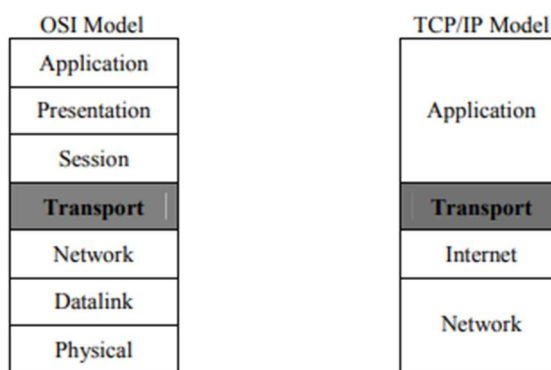 OSI Model
Application
Presentation
Session
Transport
Network
Datalink
Physical
TCP/IP Model
Application
Transport
Internet
Network